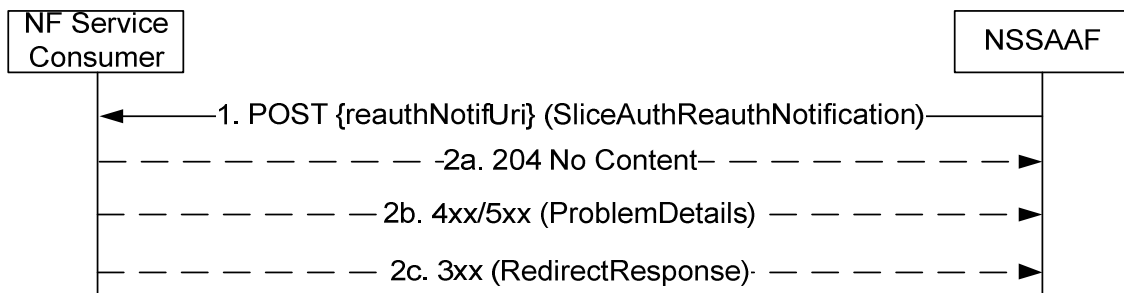 NF Service
Consumer
NSSAAF
1. POST {reauthNotifUri} (SliceAuthReauthNotification)
2a. 204 No Content
2b. 4xx/5xx (ProblemDetails)
2c. 3xx (RedirectResponse)